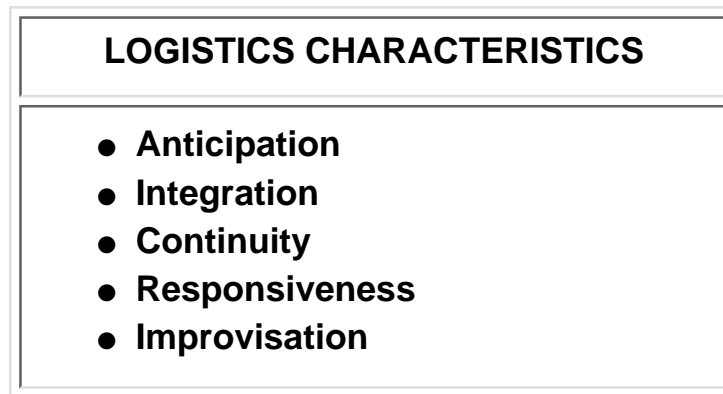 LOGISTICS CHARACTERISTICS
● Anticipation
● Integration
● Continuity
● Responsiveness
● Improvisation